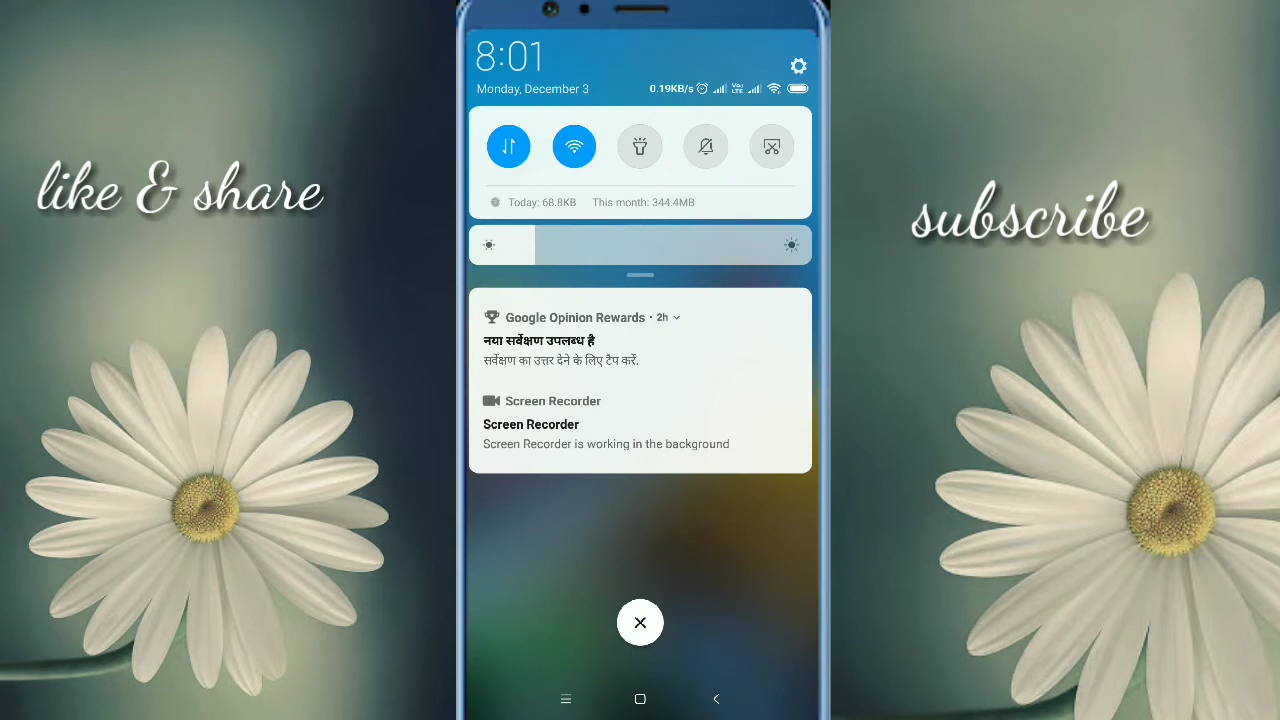 like & share
subscribe
8:01
Monday, December 3
0.19KB/s
Vo))
LTE
Today: 68.8KB This month: 344.4MB
Google Opinion Rewards · 2h
नया सर्वेक्षण उपलब्ध है
सर्वेक्षण का उत्तर देने के लिए टैप करें.
Screen Recorder
Screen Recorder
Screen Recorder is working in the background